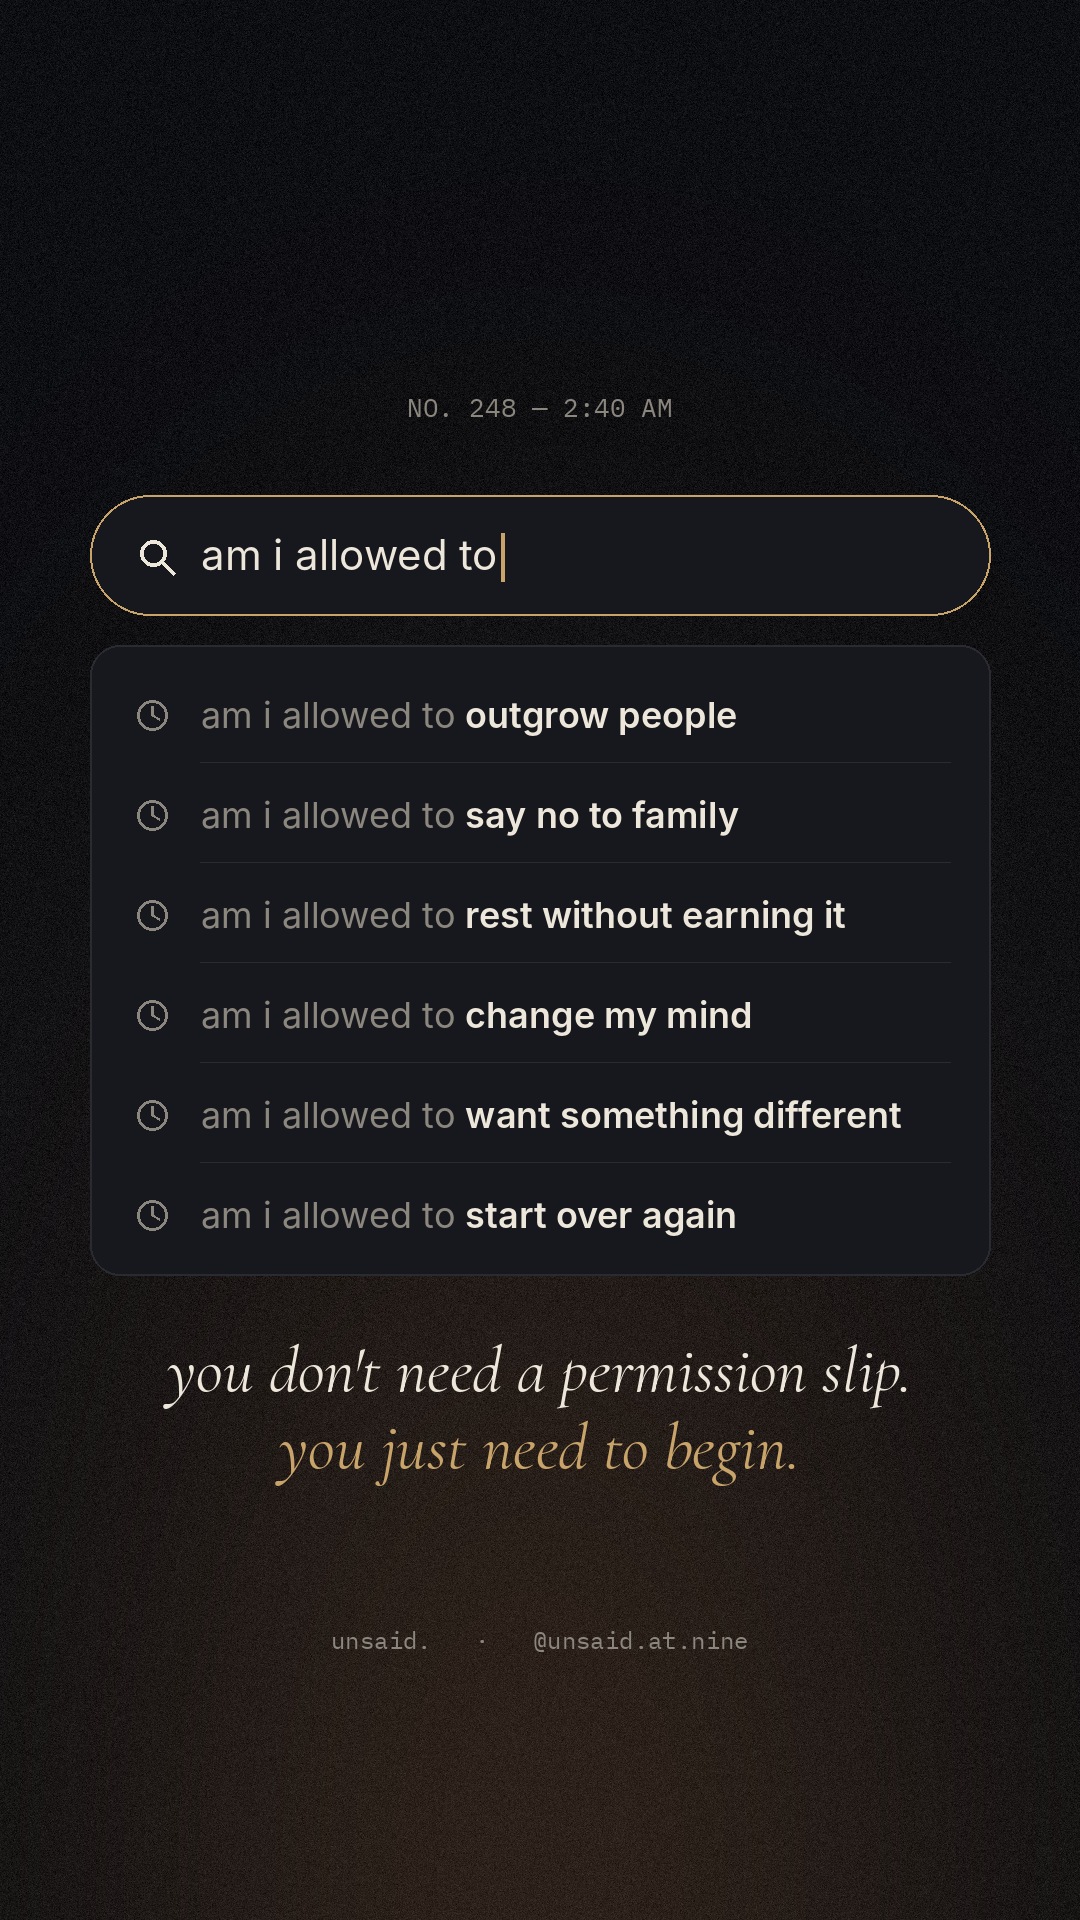 NO. 248 — 2:40 AM
am i allowed to
am i allowed to outgrow people
am i allowed to say no to family
am i allowed to rest without earning it
am i allowed to change my mind
am i allowed to want something different
am i allowed to start over again
you don't need a permission slip.
you just need to begin.
unsaid. · @unsaid.at.nine